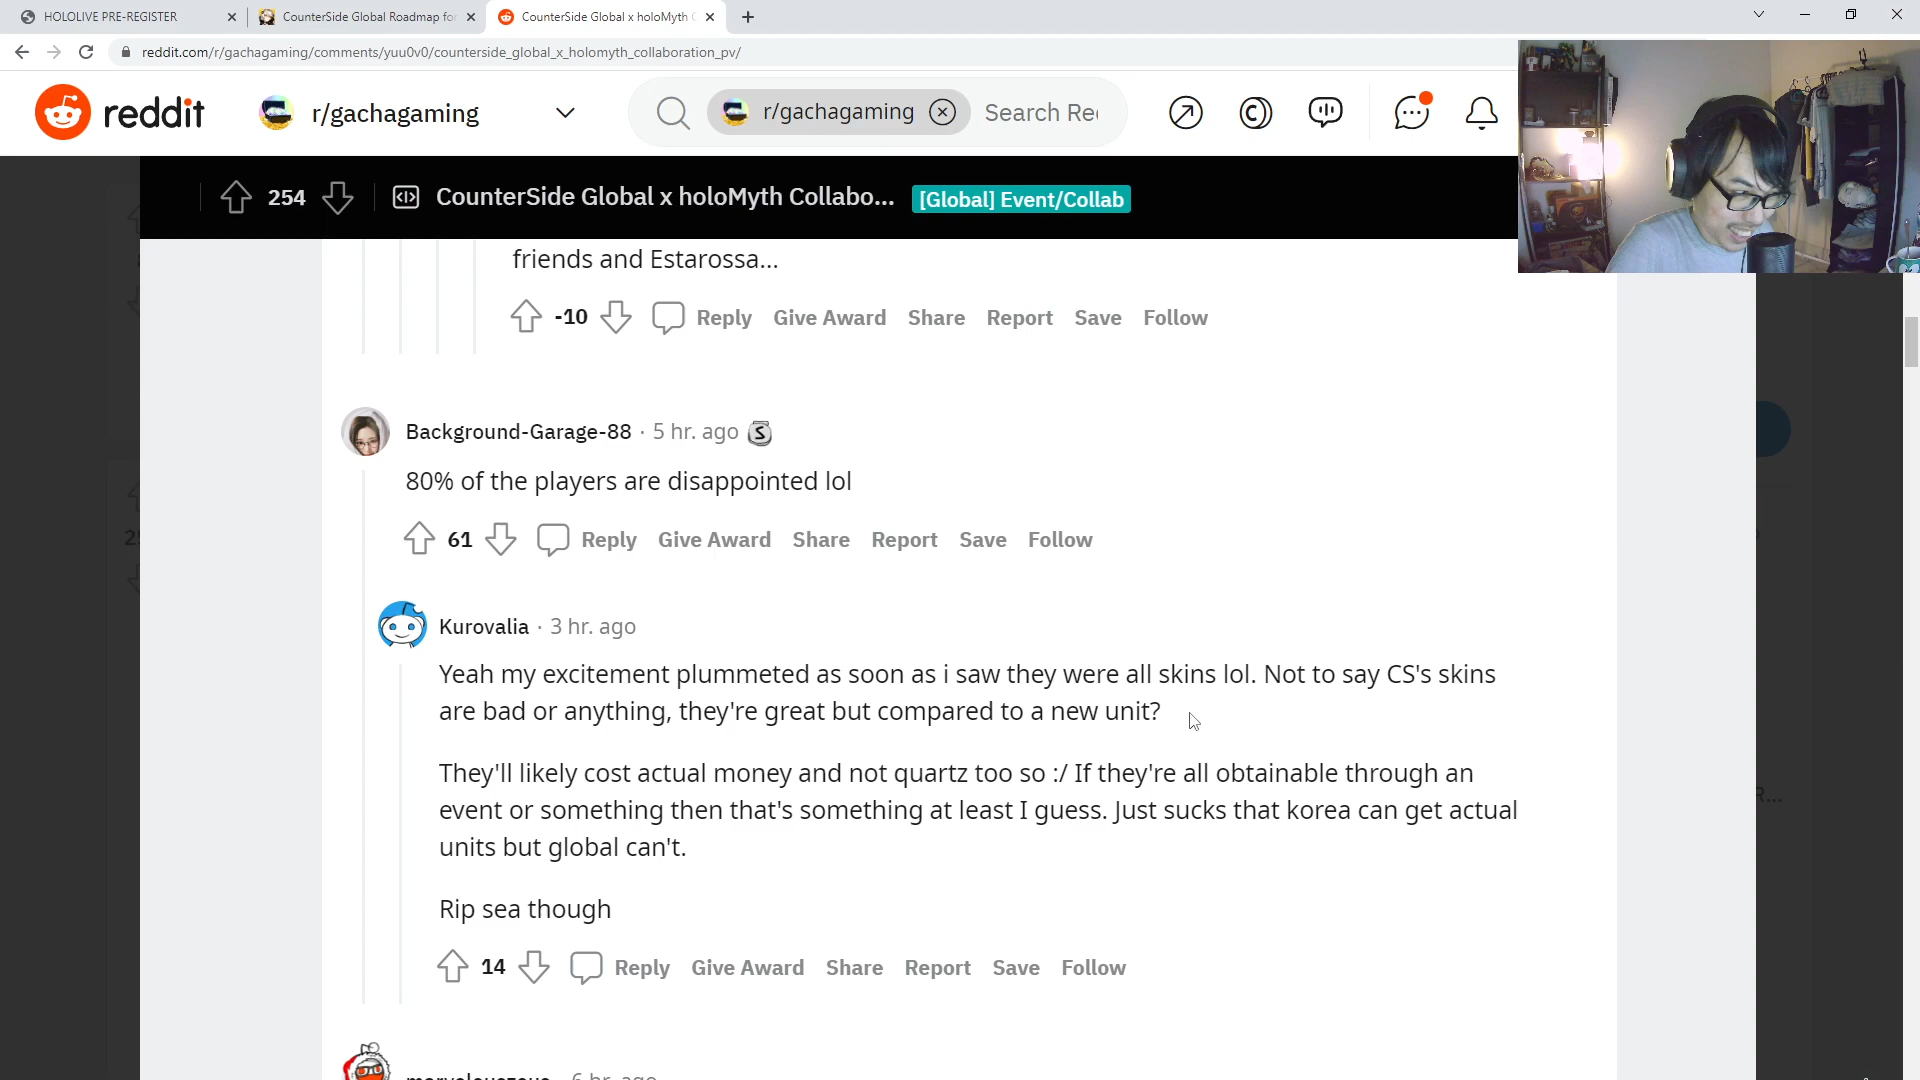 HOLOLIVE PRE-REGISTER
CounterSide Global Roadmap for
CounterSide Global x holoMyth C
reddit.com/r/gachagaming/comments/yuu0v0/counterside_global_x_holomyth_collaboration_pv/
reddit
r/gachagaming
r/gachagaming
Search Re
254
CounterSide Global x holoMyth Collabo...
[Global] Event/Collab
friends and Estarossa...
-10 Reply Give Award Share Report Save Follow
Background-Garage-88 · 5 hr. ago S
80% of the players are disappointed lol
61 Reply Give Award Share Report Save Follow
Kurovalia · 3 hr. ago
Yeah my excitement plummeted as soon as i saw they were all skins lol. Not to say CS's skins
are bad or anything, they're great but compared to a new unit?
They'll likely cost actual money and not quartz too so :/ If they're all obtainable through an
event or something then that's something at least I guess. Just sucks that korea can get actual
units but global can't.
Rip sea though
14 Reply Give Award Share Report Save Follow